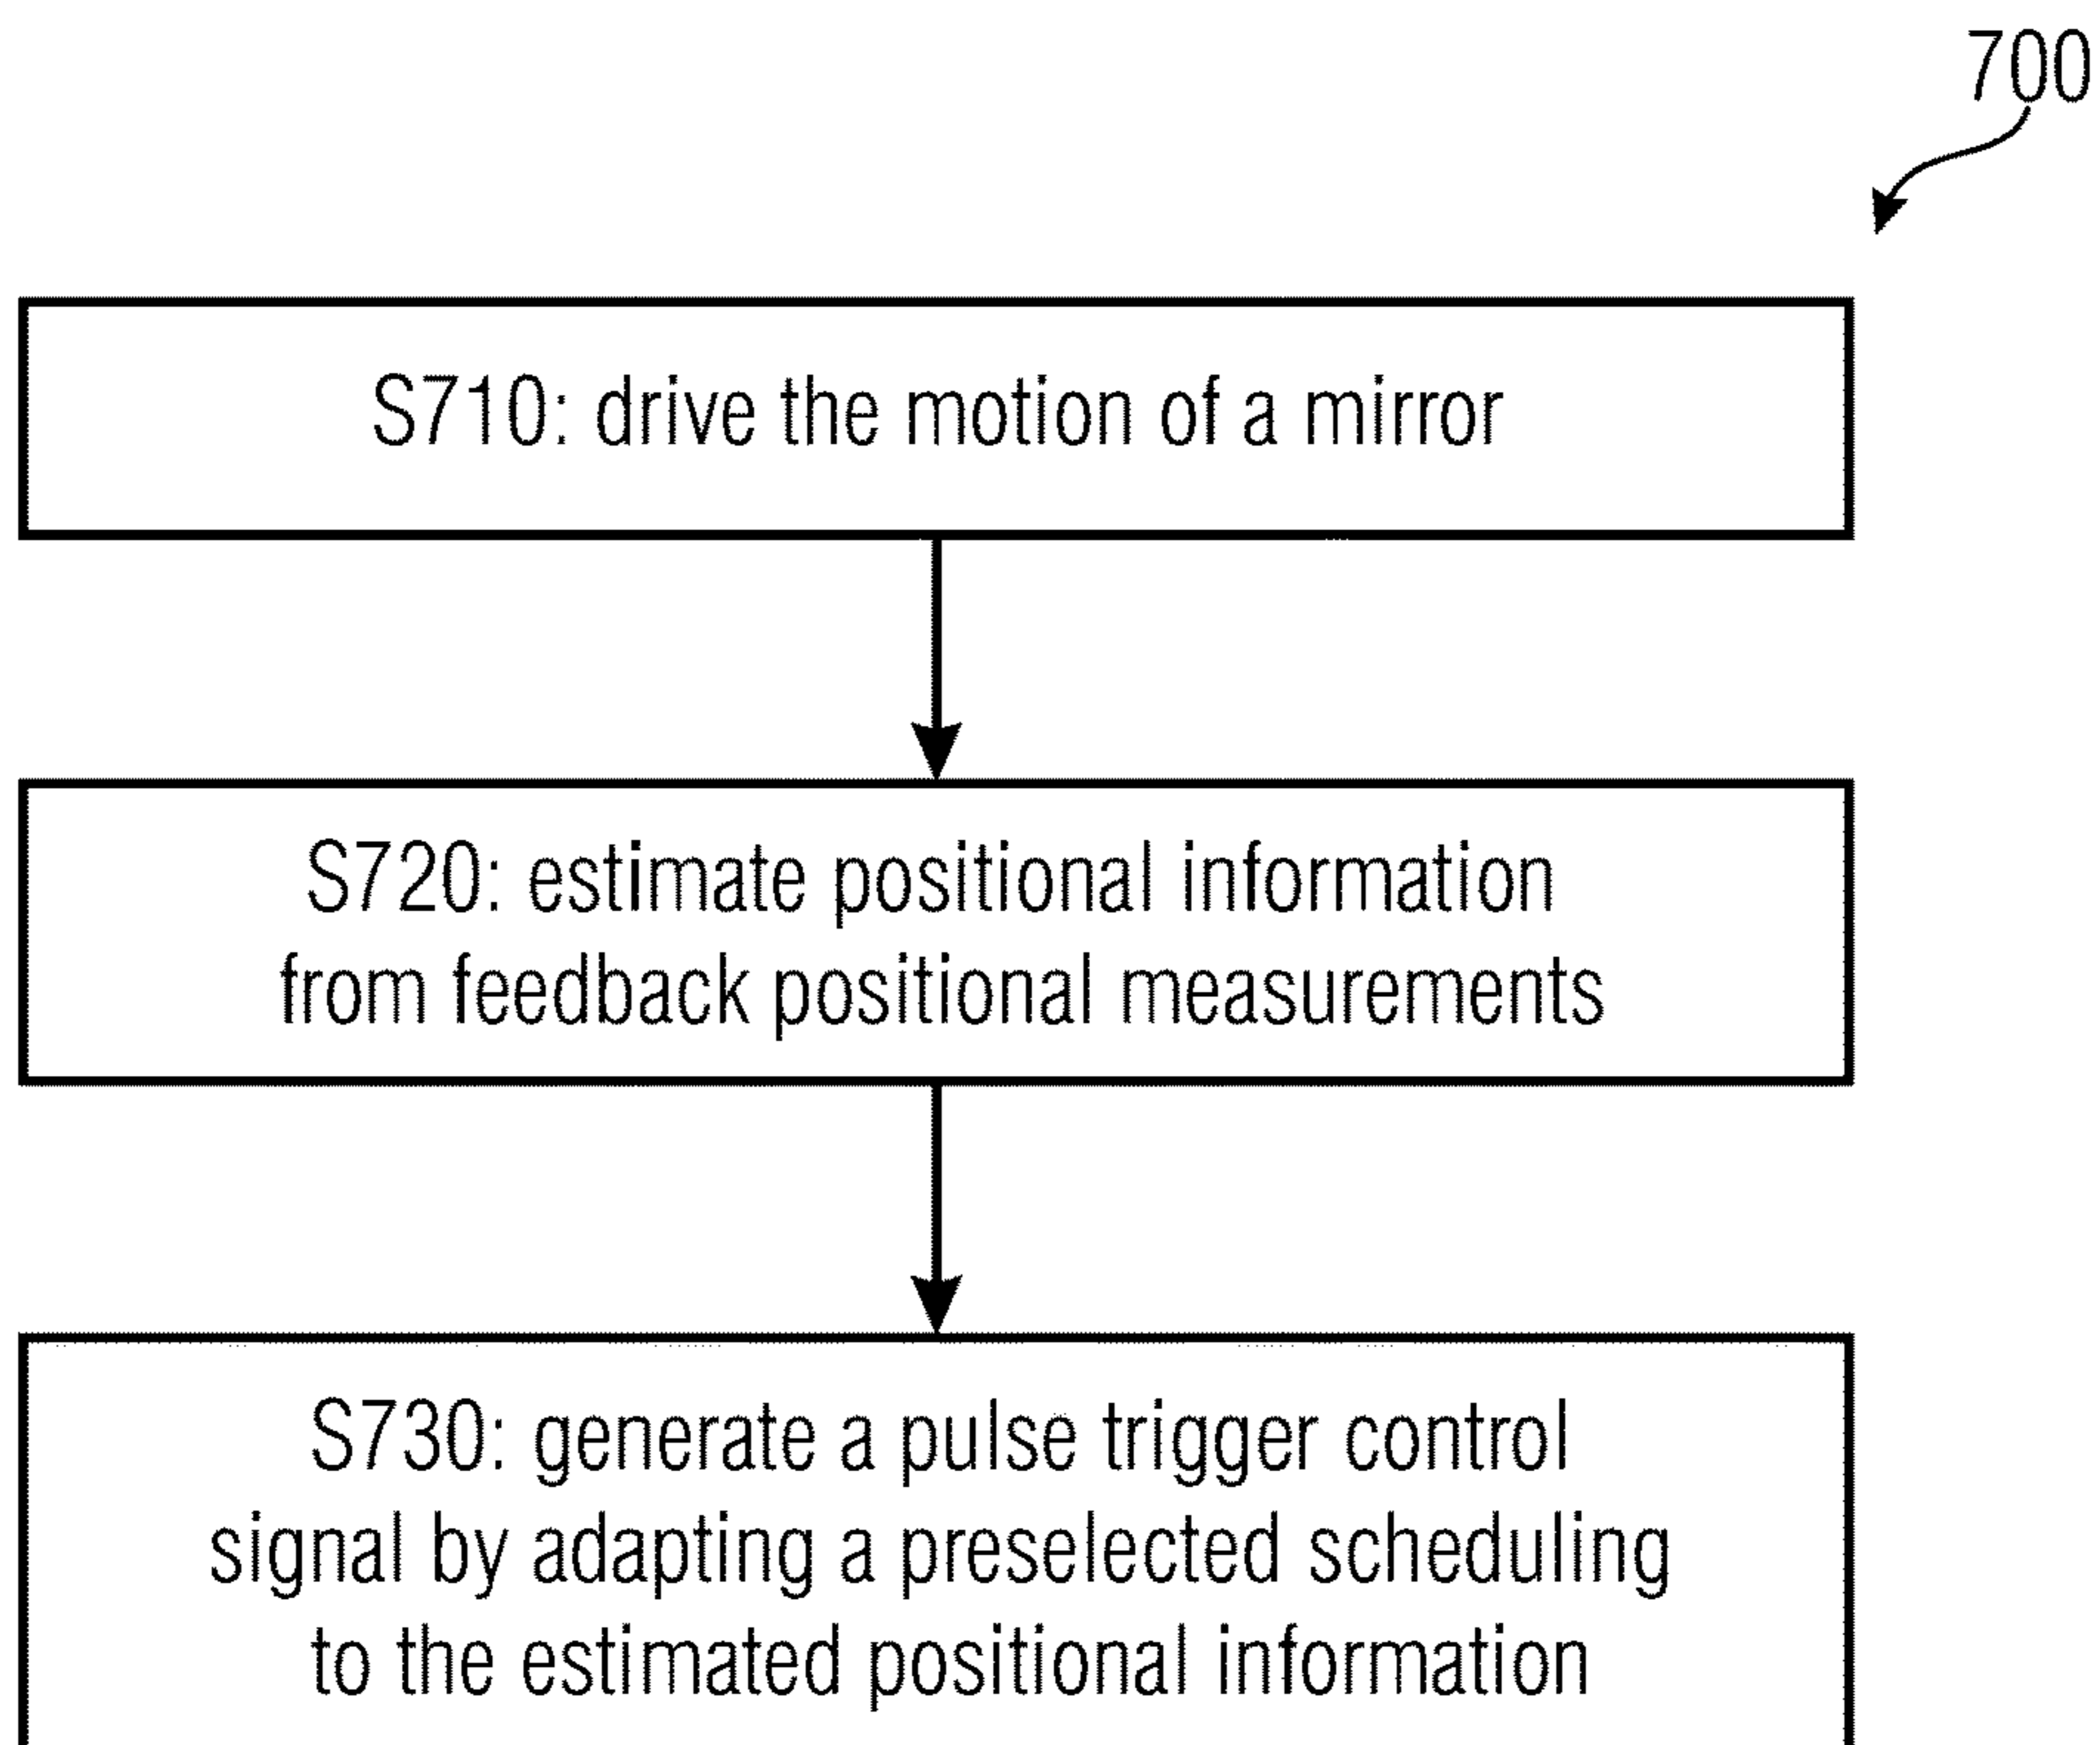 700
S710: drive the motion of a mirror
S720: estimate positional information
from feedback positional measurements
S730: generate a pulse trigger control
signal by adapting a preselected scheduling
to the estimated positional information